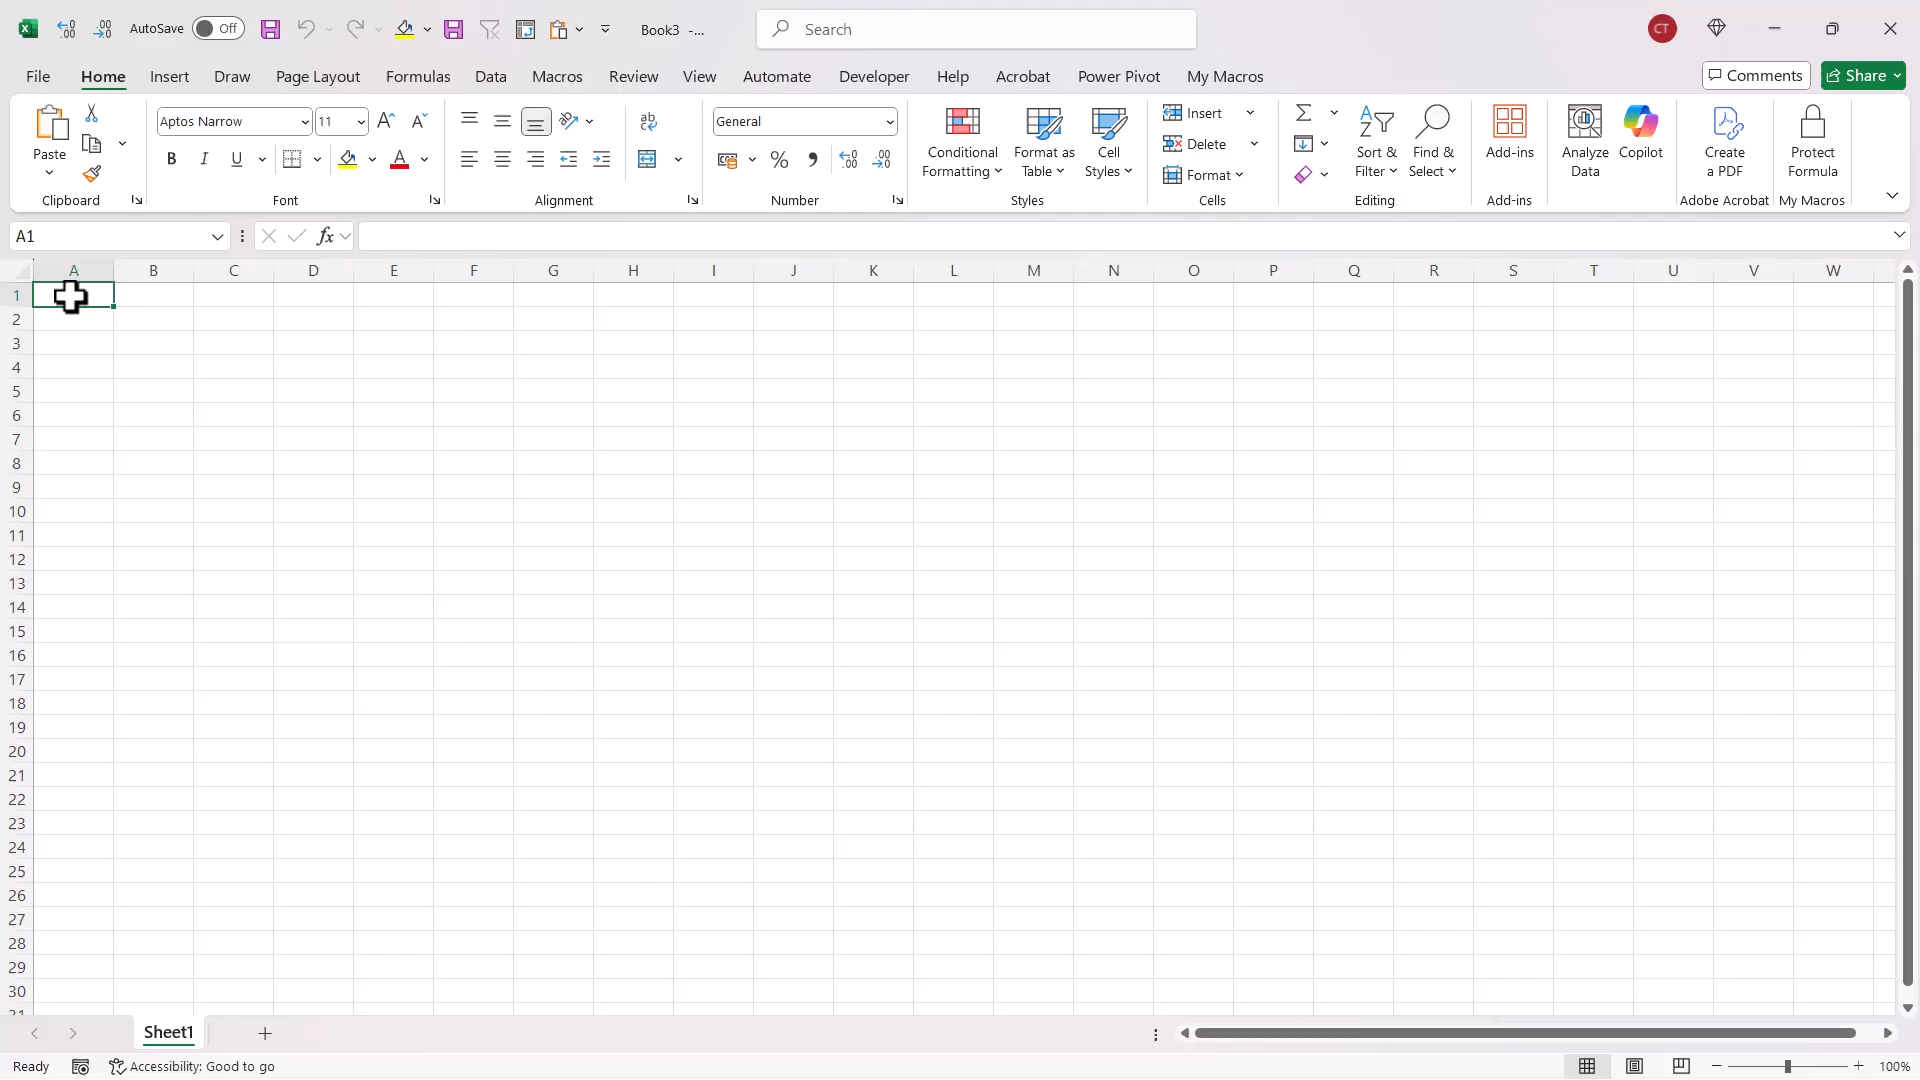 AutoSave Off Book3 -... Search CT
File Home Insert Draw Page Layout Formulas Data Macros Review View Automate Developer Help Acrobat Power Pivot My Macros Comments Share
Paste
Clipboard
Aptos Narrow 11
B I U A
Font
ab
Alignment
General
% 9
Number
Conditional Formatting
Format as Table
Cell Styles
Styles
Insert
Delete
Format
Cells
Sort & Filter
Find & Select
Editing
Add-ins
Add-ins
Analyze Data
Copilot
Create a PDF
Adobe Acrobat
Protect Formula
My Macros
A1 fx
A B C D E F G H I J K L M N O P Q R S T U V W
1
2
3
4
5
6
7
8
9
10
11
12
13
14
15
16
17
18
19
20
21
22
23
24
25
26
27
28
29
30
31
Sheet1
Ready Accessibility: Good to go 100%